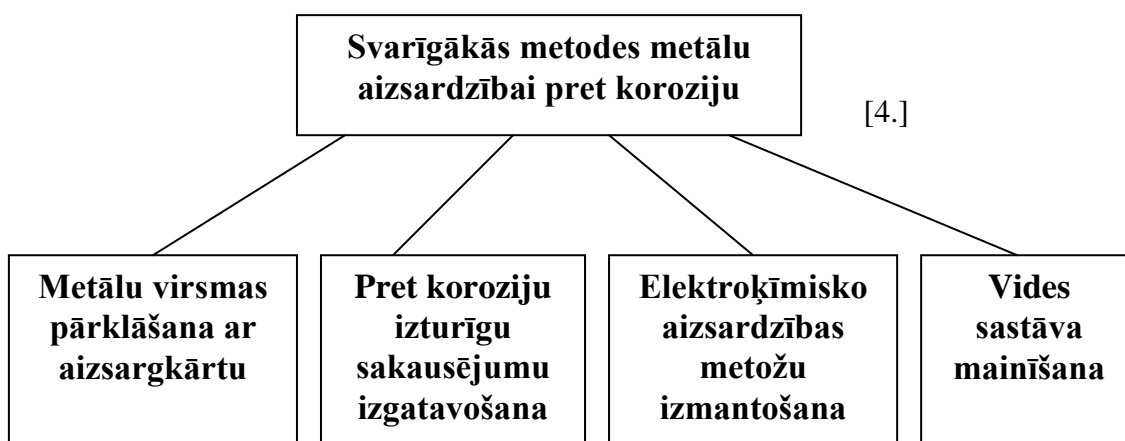 Svarīgākās metodes metālu
aizsardzībai pret koroziju
[4.]
Metālu virsmas
pārklāšana ar
aizsargkārtu
Pret koroziju
izturīgu
sakausējumu
izgatavošana
Elektroķīmisko
aizsardzības
metožu
izmantošana
Vides
sastāva
mainīšana